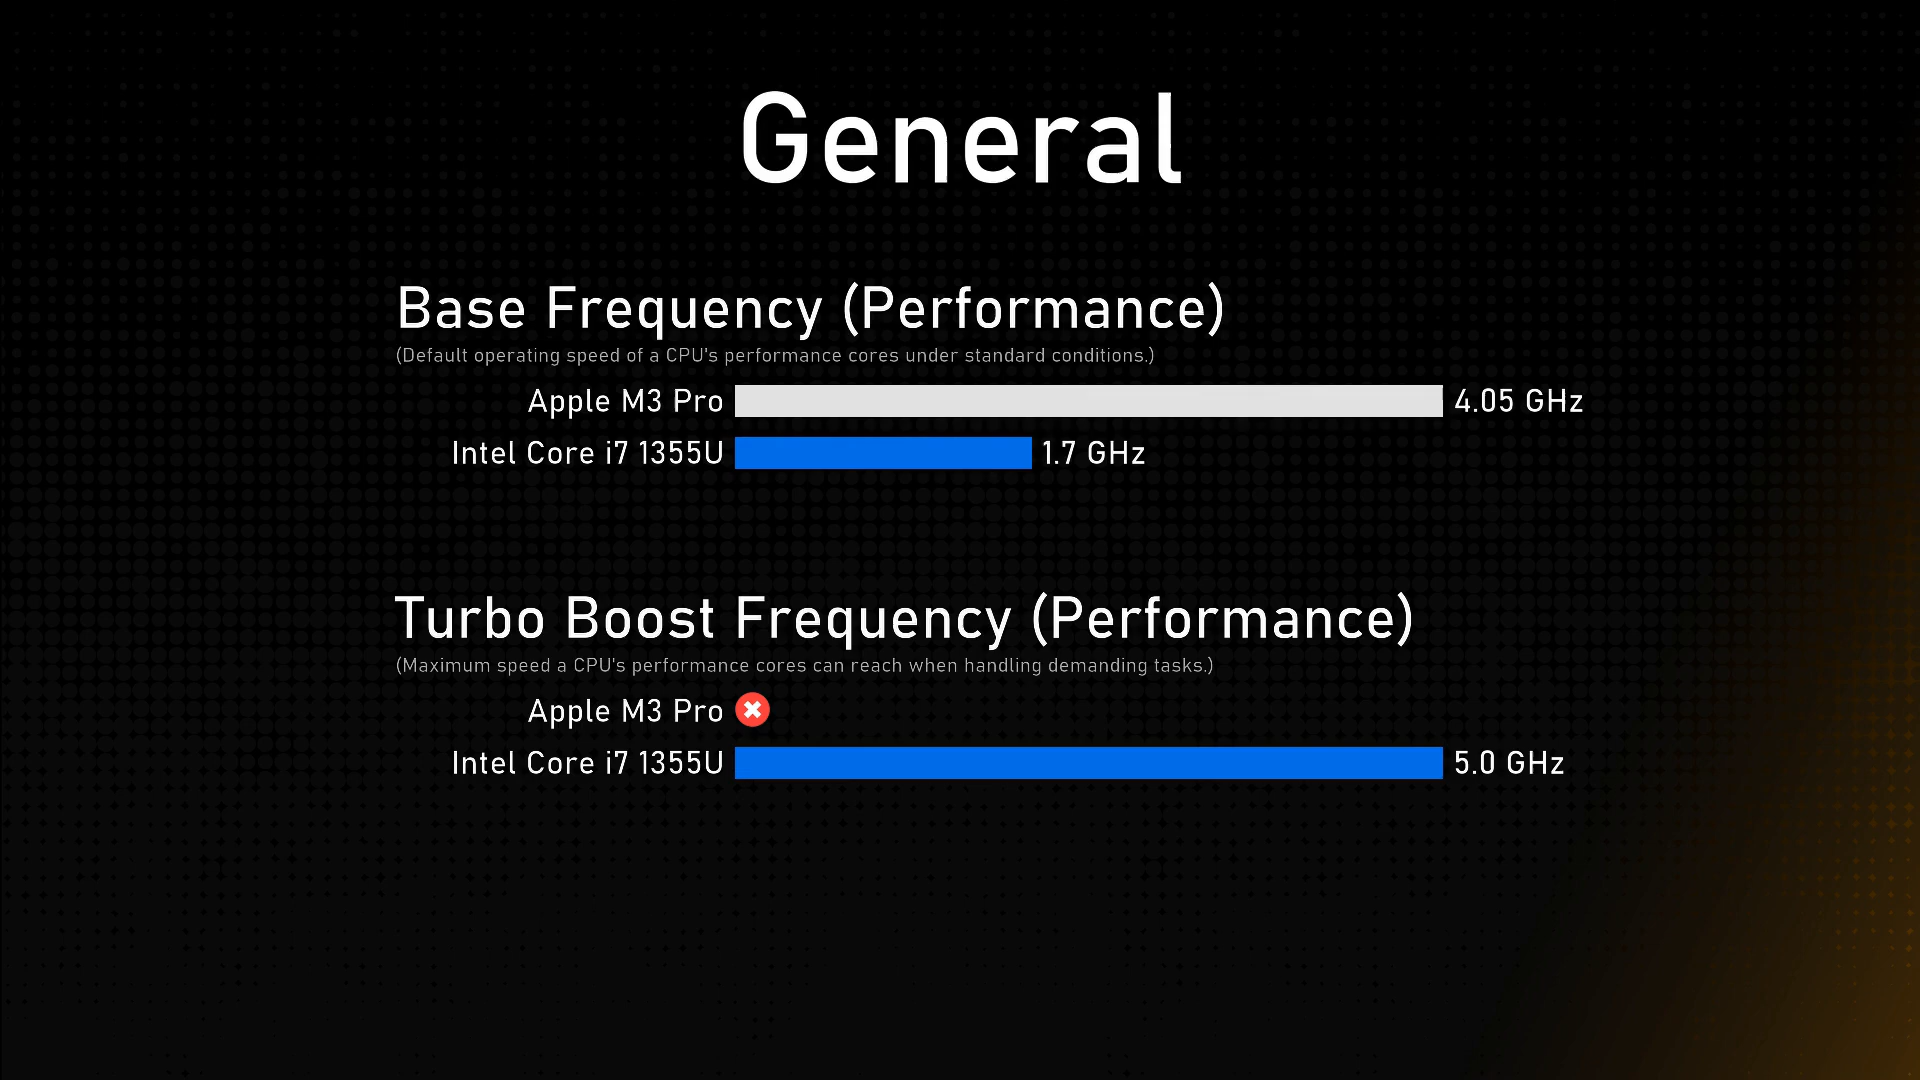 General
Base Frequency (Performance)
(Default operating speed of a CPU's performance cores under standard conditions.)
Apple M3 Pro 4.05 GHz
Intel Core i7 1355U 1.7 GHz
Turbo Boost Frequency (Performance)
(Maximum speed a CPU's performance cores can reach when handling demanding tasks.)
Apple M3 Pro
Intel Core i7 1355U 5.0 GHz